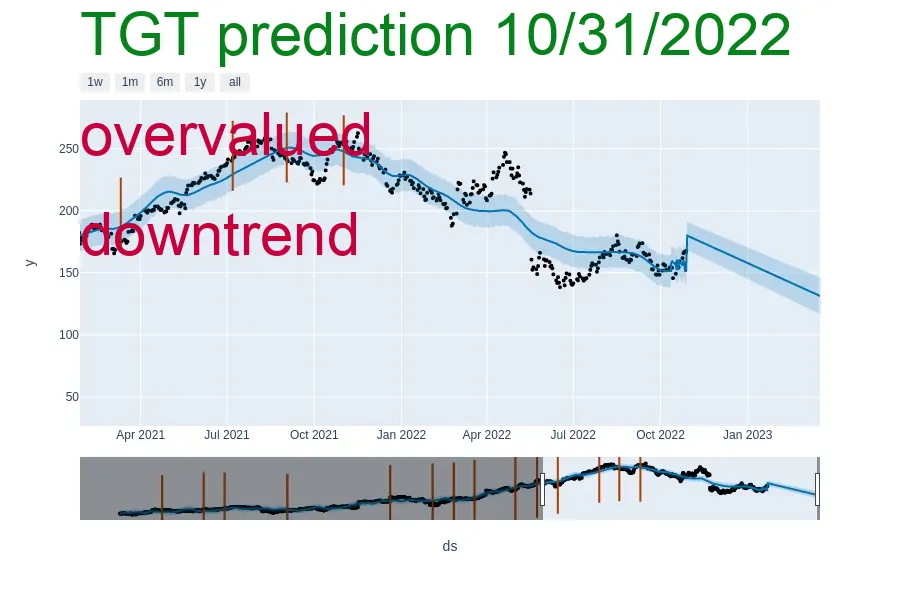 TGT prediction 10/31/2022
1w 1m 6m 1y all
overvalued
250
200
downtrend
y
150
100
50
Apr 2021 Jul 2021 Oct 2021 Jan 2022 Apr 2022 Jul 2022 Oct 2022 Jan 2023
ds